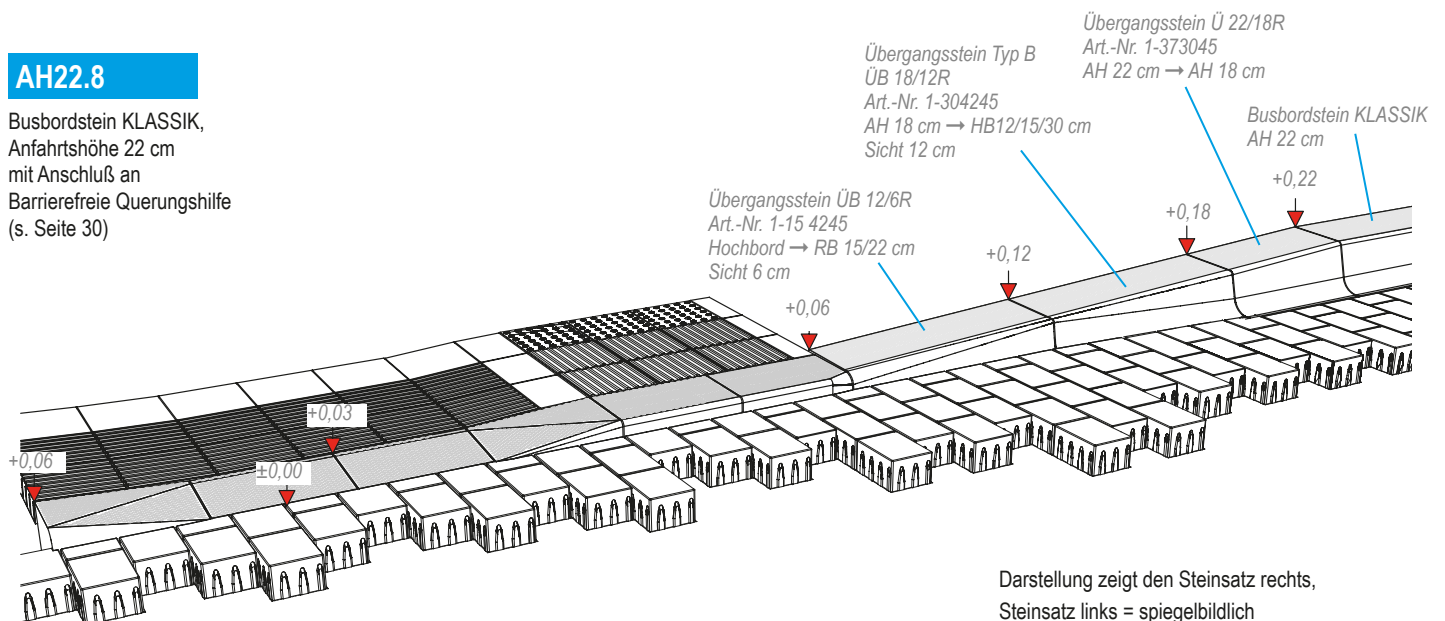 AH22.8
Busbordstein KLASSIK,
Anfahrtshöhe 22 cm
mit Anschluß an
Barrierefreie Querungshilfe
(s. Seite 30)
Übergangsstein Ü 22/18R
Art.-Nr. 1-373045
AH 22 cm → AH 18 cm
Übergangsstein Typ B
ÜB 18/12R
Art.-Nr. 1-304245
AH 18 cm → HB12/15/30 cm
Sicht 12 cm
Busbordstein KLASSIK
AH 22 cm
Übergangsstein ÜB 12/6R
Art.-Nr. 1-15 4245
Hochbord → RB 15/22 cm
Sicht 6 cm
+0,22
+0,18
+0,12
+0,06
+0,03
+0,06
±0,00
Darstellung zeigt den Steinsatz rechts,
Steinsatz links = spiegelbildlich